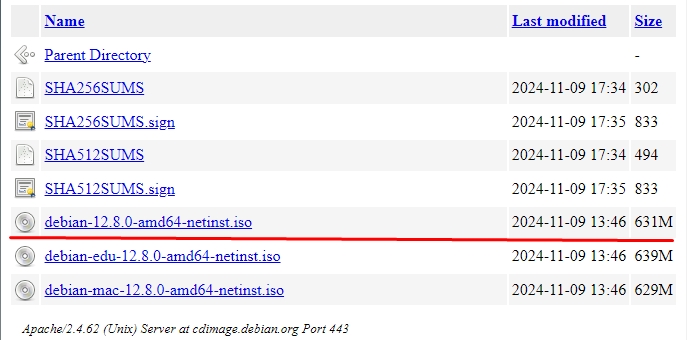 Name Last modified Size
Parent Directory -
SHA256SUMS 2024-11-09 17:34 302
SHA256SUMS.sign 2024-11-09 17:35 833
SHA512SUMS 2024-11-09 17:34 494
SHA512SUMS.sign 2024-11-09 17:35 833
debian-12.8.0-amd64-netinst.iso 2024-11-09 13:46 631M
debian-edu-12.8.0-amd64-netinst.iso 2024-11-09 13:46 639M
debian-mac-12.8.0-amd64-netinst.iso 2024-11-09 13:46 629M
Apache/2.4.62 (Unix) Server at cdimage.debian.org Port 443